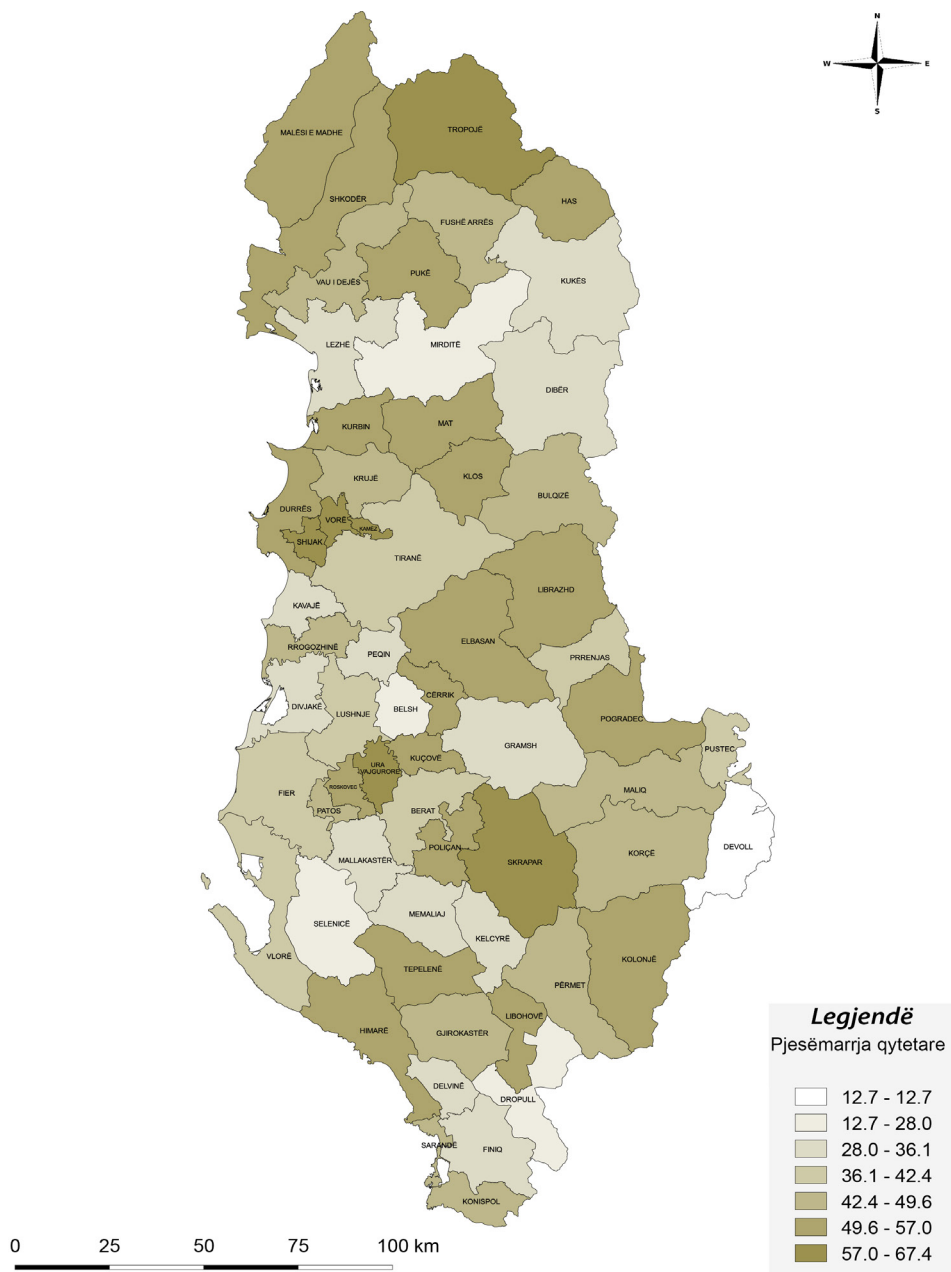 N
W E
S
MALËSI E MADHE
TROPOJË
SHKODËR
HAS
FUSHË ARRËS
PUKË
KUKËS
VAU I DEJËS
LEZHË
MIRDITË
DIBËR
KURBIN
MAT
KLOS
KRUJË
BULQIZË
DURRËS
VORË
KAMËZ
SHIJAK
TIRANË
LIBRAZHD
KAVAJË
ELBASAN
RROGOZHINË
PEQIN
PRRENJAS
CËRRIK
DIVJAKË
LUSHNJE
BELSH
POGRADEC
PUSTEC
GRAMSH
KUÇOVË
URA
VAJGURORE
ROSKOVEC
FIER
MALIQ
PATOS
BERAT
POLIÇAN
DEVOLL
KORÇË
MALLAKASTËR
SKRAPAR
MEMALIAJ
SELENICË
KELCYRË
VLORË
KOLONJË
TEPELENË
PËRMET
LIBOHOVË
HIMARË
GJIROKASTËR
DELVINË
DROPULL
SARANDË
FINIQ
KONISPOL
Legjendë
Pjesëmarrja qytetare
12.7 - 12.7
12.7 - 28.0
28.0 - 36.1
36.1 - 42.4
42.4 - 49.6
49.6 - 57.0
57.0 - 67.4
0 25 50 75 100 km